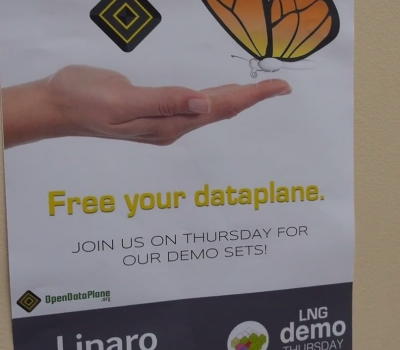 Free your dataplane.
JOIN US ON THURSDAY FOR
OUR DEMO SETS!
OpenDataPlane
.org
Linaro
LNG
demo
THURSDAY